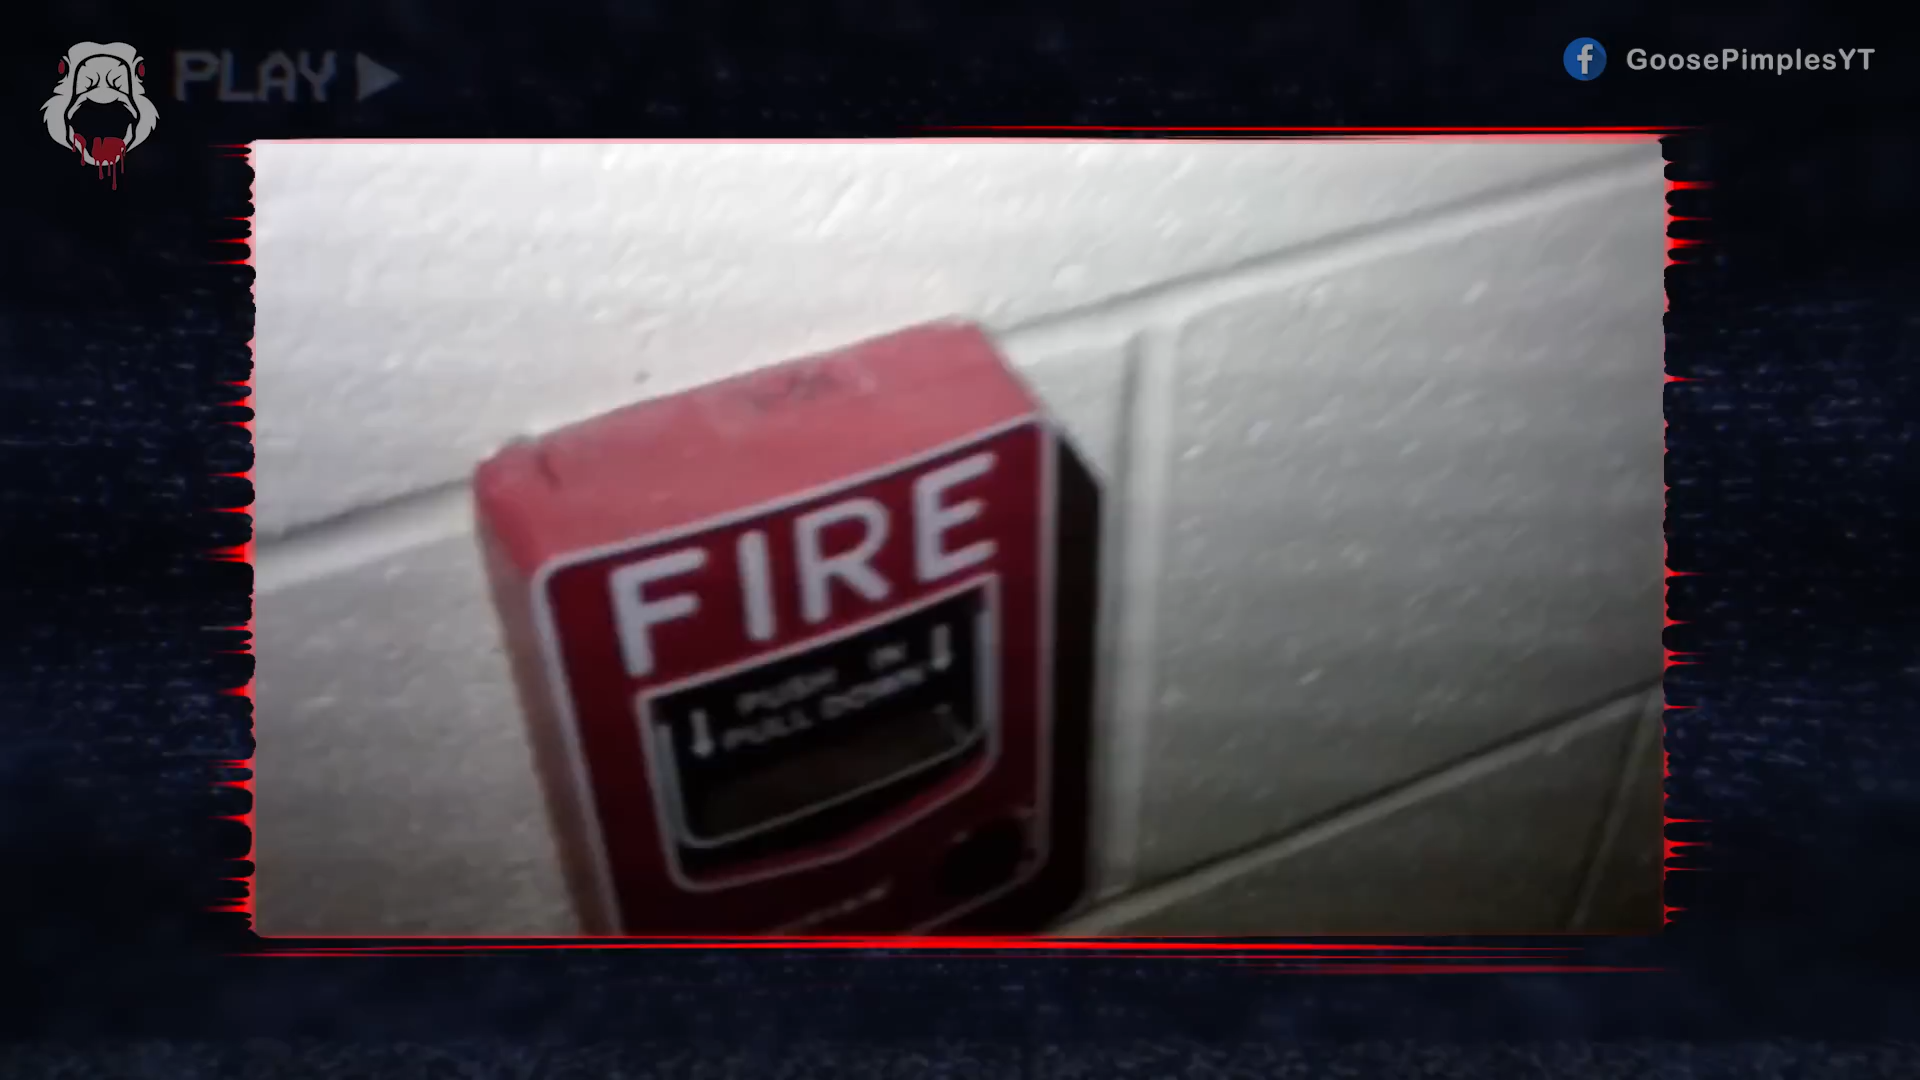 PLAY
GoosePimplesYT
FIRE
PUSH IN
PULL DOWN